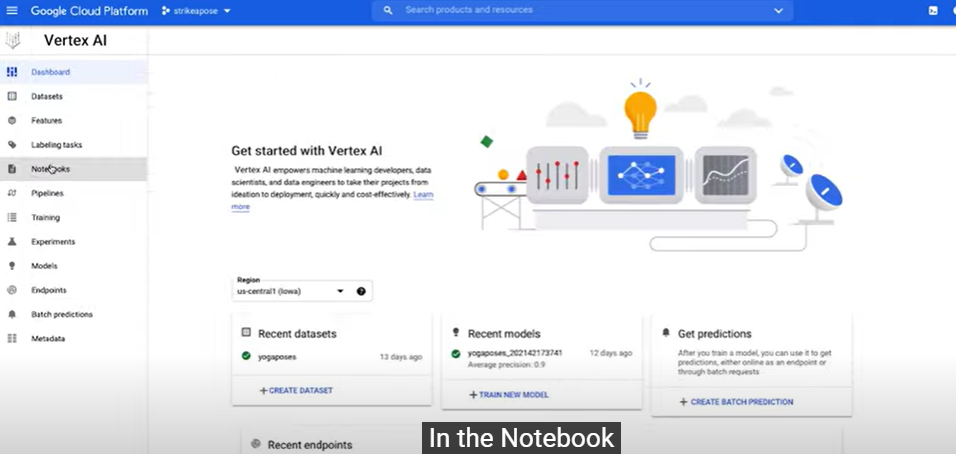 Google Cloud Platform
strikeapose
Search products and resources
Vertex AI
Dashboard
Datasets
Features
Labeling tasks
Notebooks
Pipelines
Training
Experiments
Models
Endpoints
Batch predictions
Metadata
Get started with Vertex AI
Vertex AI empowers machine learning developers, data
scientists, and data engineers to take their projects from
ideation to deployment, quickly and cost-effectively. Learn
more
Region
us-central1 (Iowa)
Recent datasets
yogaposes 13 days ago
+ CREATE DATASET
Recent models
yogaposes_202142173741 12 days ago
Average precision: 0.9
+ TRAIN NEW MODEL
Get predictions
After you train a model, you can use it to get
predictions, either online as an endpoint or
through batch requests
+ CREATE BATCH PREDICTION
Recent endpoints
In the Notebook